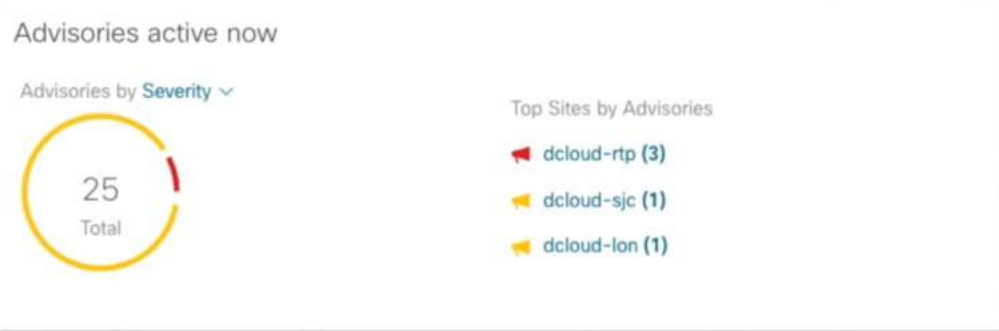 Advisories active now
Advisories by Severity
25
Total
Top Sites by Advisories
dcloud-rtp (3)
dcloud-sjc (1)
dcloud-lon (1)